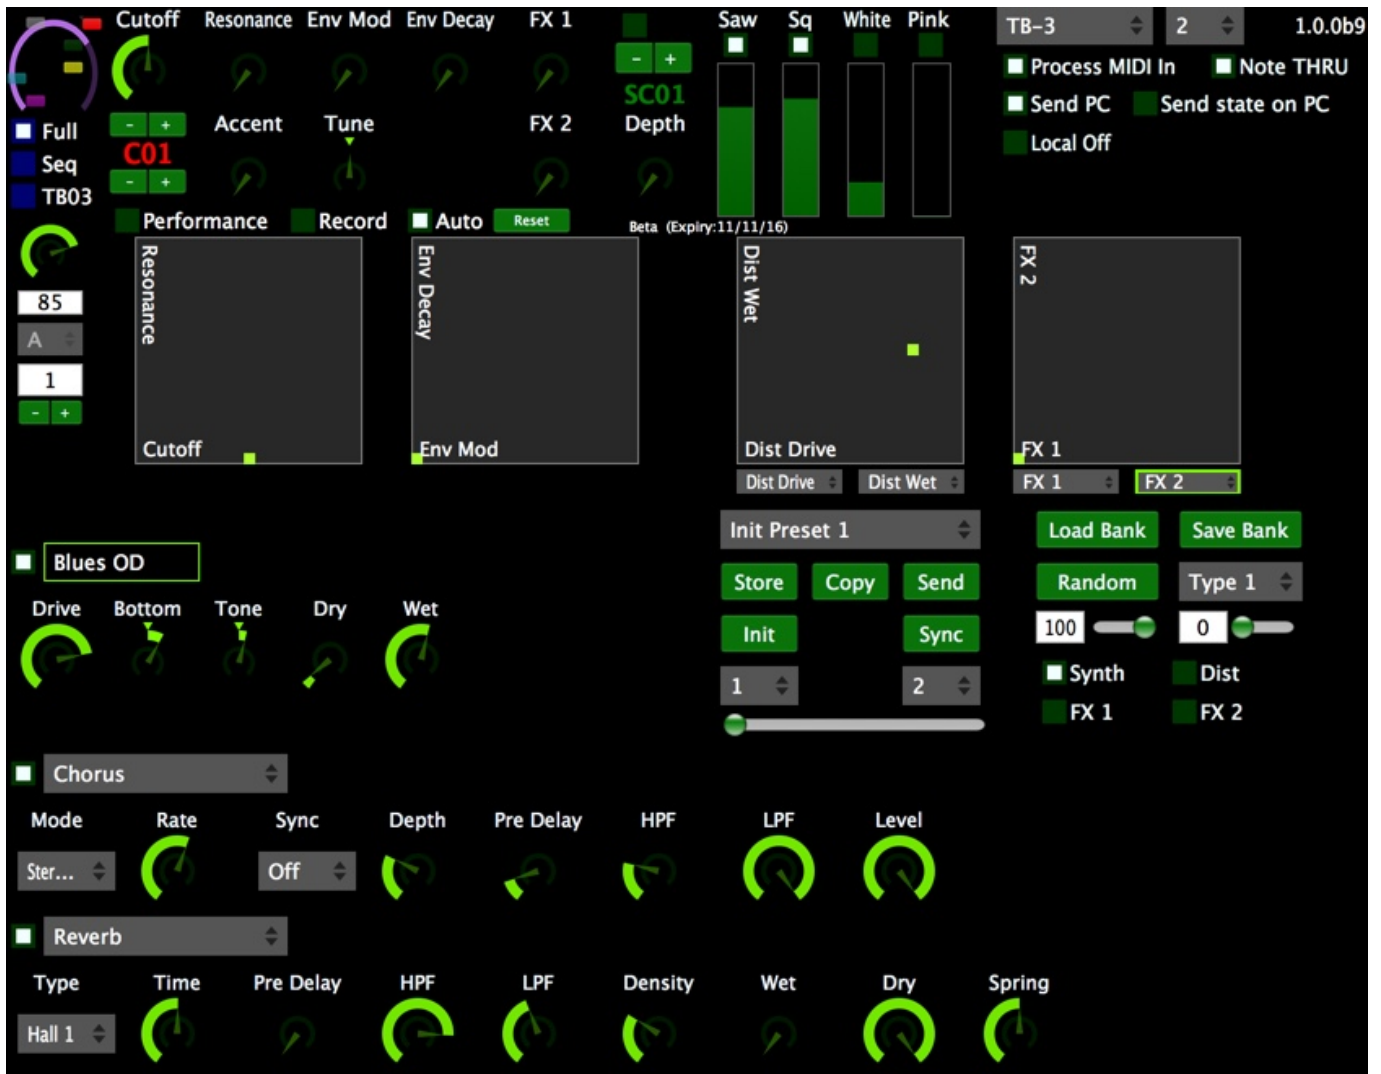 Cutoff Resonance Env Mod Env Decay FX 1 Saw Sq White Pink TB-3 2 1.0.0b9
- + Process MIDI In Note THRU
SC01 Send PC Send state on PC
Full - + Accent Tune FX 2 Depth Local Off
Seq C01
TB03 - +
Performance Record Auto Reset Beta (Expiry:11/11/16)
Resonance Env Decay Dist Wet FX 2
85
A
1
- +
Cutoff Env Mod Dist Drive FX 1
Dist Drive Dist Wet FX 1 FX 2
Init Preset 1 Load Bank Save Bank
Blues OD Store Copy Send Random Type 1
Drive Bottom Tone Dry Wet Init Sync 100 0
1 2 Synth Dist
FX 1 FX 2
Chorus
Mode Rate Sync Depth Pre Delay HPF LPF Level
Ster... Off
Reverb
Type Time Pre Delay HPF LPF Density Wet Dry Spring
Hall 1